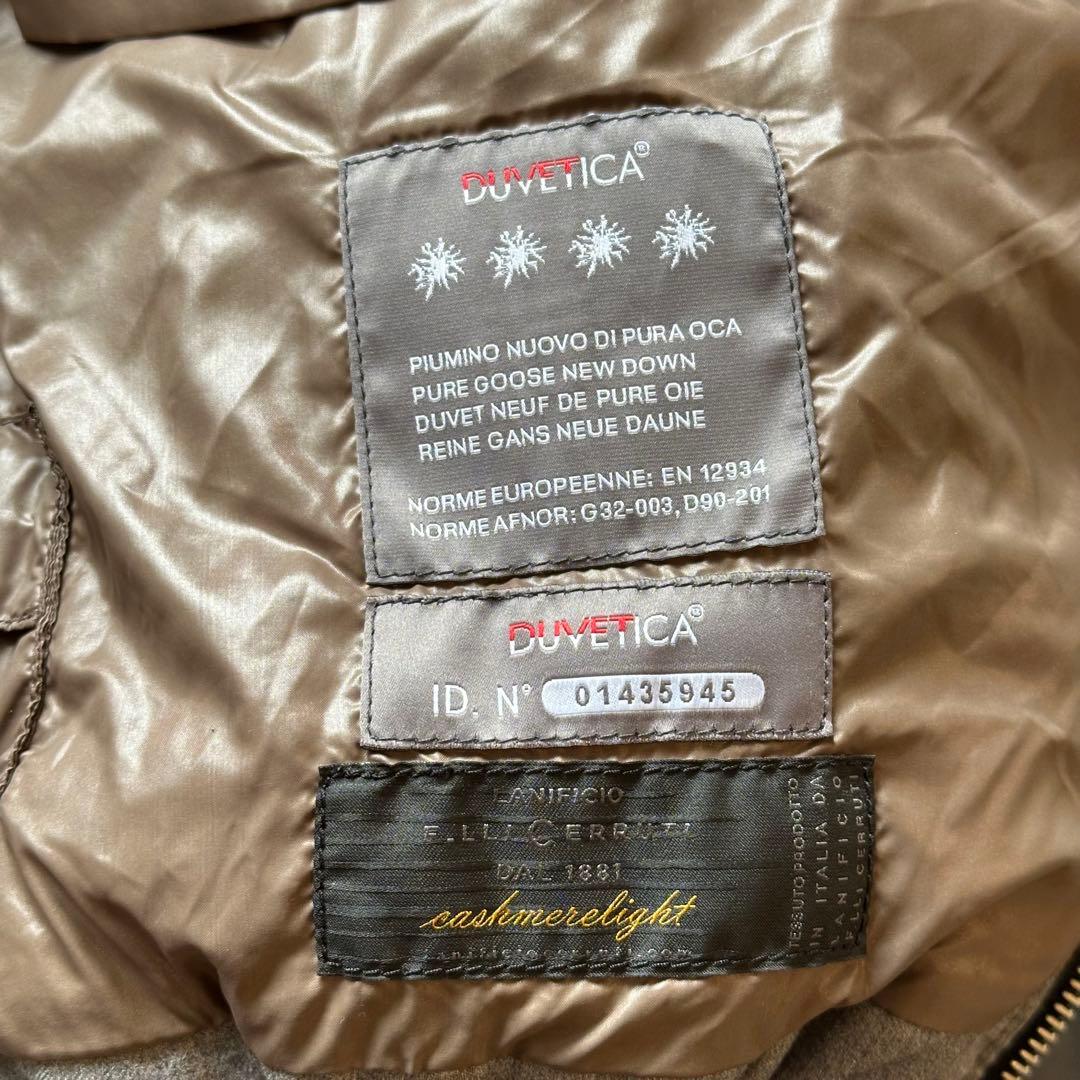 DUVETICA®
PIUMINO NUOVO DI PURA OCA
PURE GOOSE NEW DOWN
DUVET NEUF DE PURE OIE
REINE GANS NEUE DAUNE
NORME EUROPEENNE: EN 12934
NORME AFNOR: G32-003, D90-201
DUVETICA®
ID. N° 01435945
LANIFICIO
F.LLI CERRUTI
DAL 1881
cashmerelight
lanificiocerruti.com
TESSUTO PRODOTTO
IN ITALIA DA
LANIFICIO
F.LLI CERRUTI